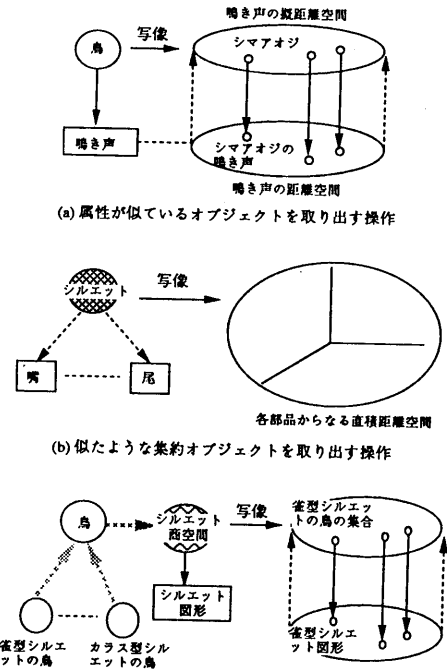 鳴き声の擬距離空間
鳥
写像
シマアオジ
鳴き声
シマアオジの
鳴き声
鳴き声の距離空間
(a) 属性が似ているオブジェクトを取り出す操作
シルエット
写像
嘴
尾
各部品からなる直積距離空間
(b) 似たような集約オブジェクトを取り出す操作
鳥
シルエット
商空間
写像
雀型シルエッ
トの鳥の集合
シルエット
図形
雀型シルエ
ットの鳥
カラス型シル
エットの鳥
雀型シルエ
ット図形